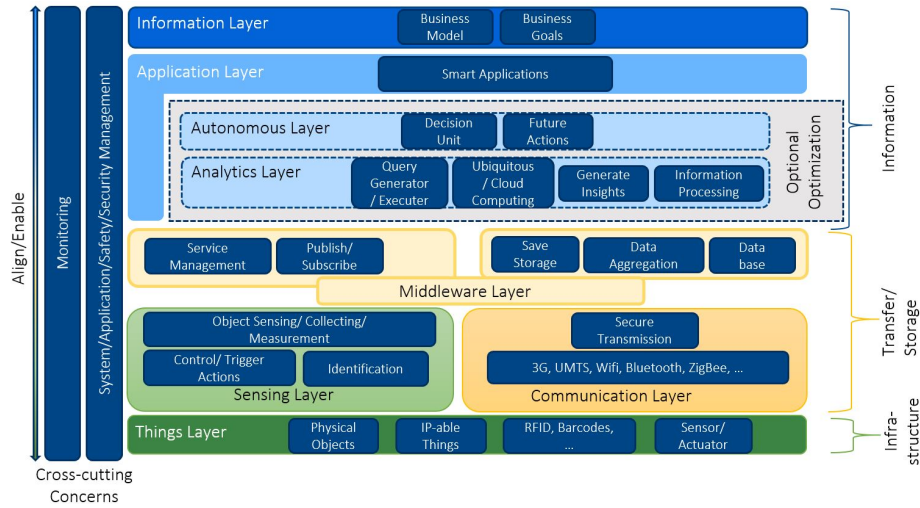 Align/Enable
Monitoring
System/Application/Safety/Security Management
Cross-cutting
Concerns
Information Layer
Business
Model
Business
Goals
Application Layer
Smart Applications
Autonomous Layer
Decision
Unit
Future
Actions
Analytics Layer
Query
Generator
/ Executer
Ubiquitous
/ Cloud
Computing
Generate
Insights
Information
Processing
Optional
Optimization
Service
Management
Publish/
Subscribe
Save
Storage
Data
Aggregation
Data
base
Middleware Layer
Object Sensing/ Collecting/
Measurement
Control/ Trigger
Actions
Identification
Sensing Layer
Secure
Transmission
3G, UMTS, Wifi, Bluetooth, ZigBee, ...
Communication Layer
Things Layer
Physical
Objects
IP-able
Things
RFID, Barcodes,
...
Sensor/
Actuator
Information
Transfer/
Storage
Infra-
structure